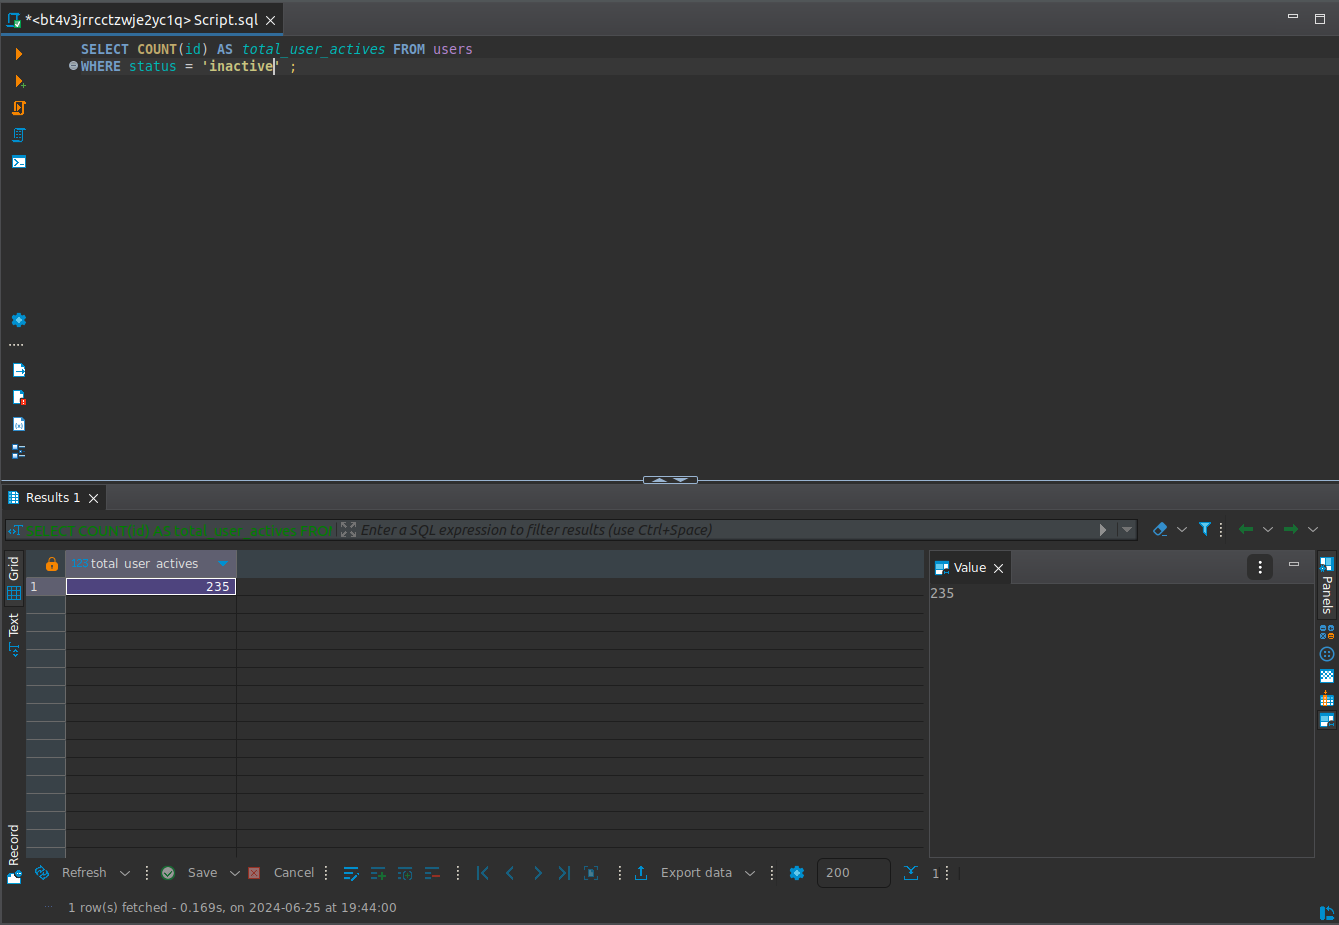 *<bt4v3jrrcctzwje2yc1q> Script.sql
SELECT COUNT(id) AS total_user_actives FROM users
WHERE status = 'inactive' ;
Results 1
SELECT COUNT(id) AS total_user_actives FROM
Enter a SQL expression to filter results (use Ctrl+Space)
Grid
Text
Record
123 total_user_actives
1
235
Value
235
Panels
Refresh
Save
Cancel
Export data
200
1
1 row(s) fetched - 0.169s, on 2024-06-25 at 19:44:00